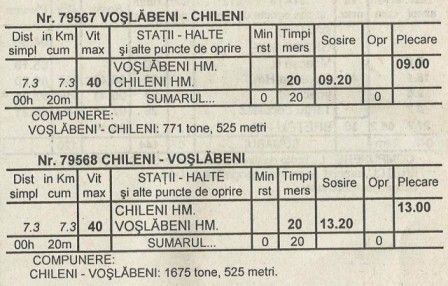 Nr. 79567 VOŞLĂBENI - CHILENI
Dist in Km Vit STAŢII - HALTE Min Timpi Sosire Opr Plecare
simpl cum max şi alte puncte de oprire rst mers
VOŞLĂBENI HM. 09.00
7.3 7.3 40 CHILENI HM. 20 09.20
00h 20m SUMARUL... 0 20 0
COMPUNERE:
VOŞLĂBENI - CHILENI: 771 tone, 525 metri
Nr. 79568 CHILENI - VOŞLĂBENI
Dist in Km Vit STAŢII - HALTE Min Timpi Sosire Opr Plecare
simpl cum max şi alte puncte de oprire rst mers
CHILENI HM. 13.00
7.3 7.3 40 VOŞLĂBENI HM. 20 13.20
00h 20m SUMARUL... 0 20 0
COMPUNERE:
CHILENI - VOŞLĂBENI: 1675 tone, 525 metri.